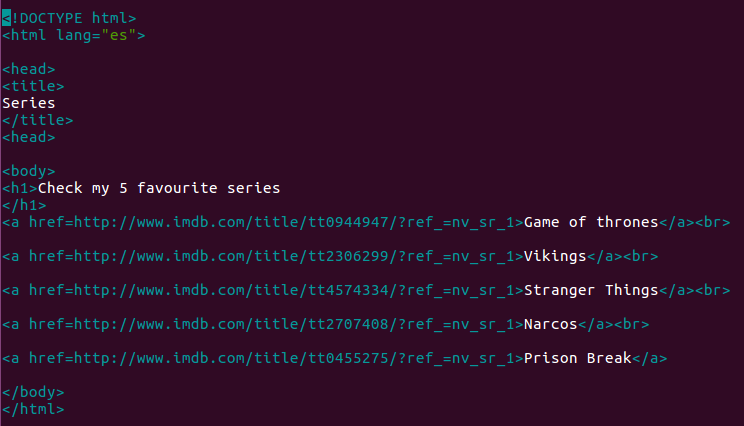 <!DOCTYPE html>
<html lang="es">
<head>
<title>
Series
</title>
<head>
<body>
<h1>Check my 5 favourite series
</h1>
<a href=http://www.imdb.com/title/tt0944947/?ref_=nv_sr_1>Game of thrones</a><br>
<a href=http://www.imdb.com/title/tt2306299/?ref_=nv_sr_1>Vikings</a><br>
<a href=http://www.imdb.com/title/tt4574334/?ref_=nv_sr_1>Stranger Things</a><br>
<a href=http://www.imdb.com/title/tt2707408/?ref_=nv_sr_1>Narcos</a><br>
<a href=http://www.imdb.com/title/tt0455275/?ref_=nv_sr_1>Prison Break</a>
</body>
</html>